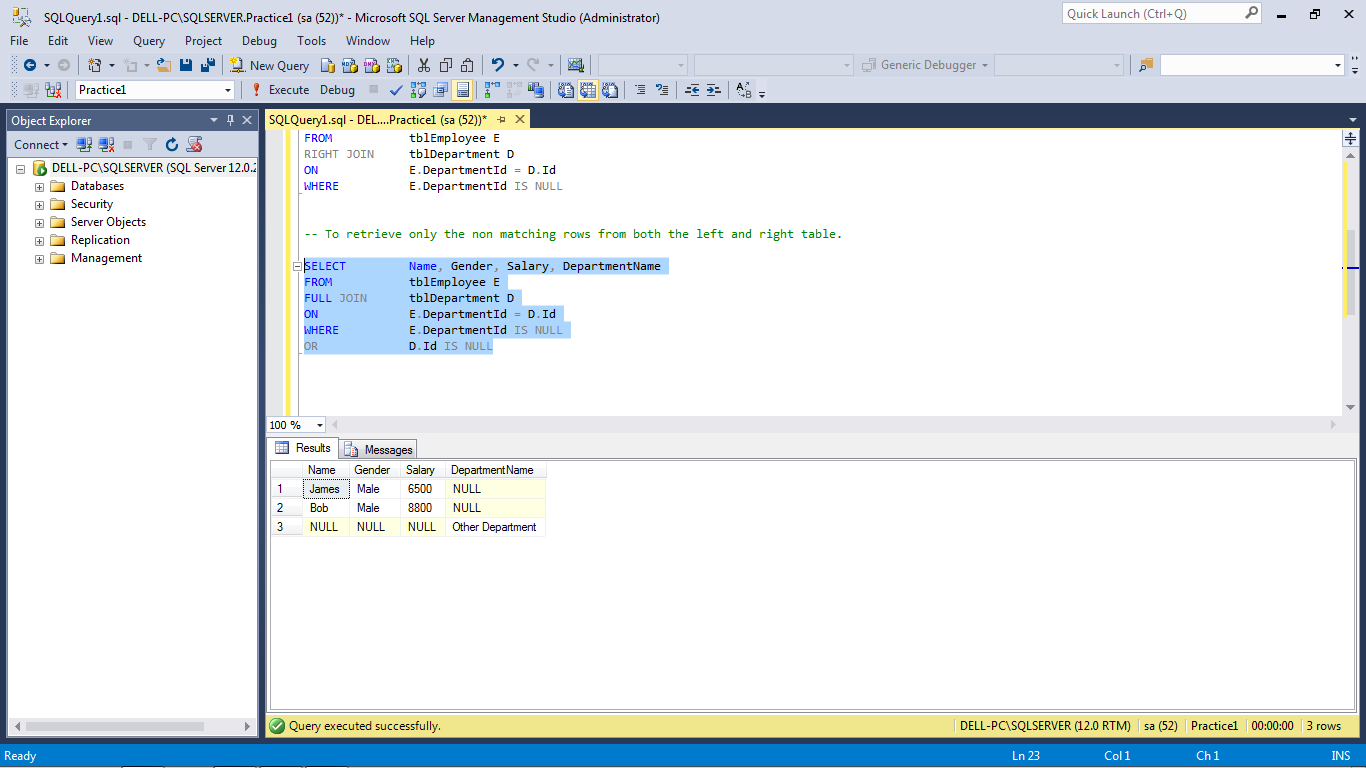 SQLQuery1.sql - DELL-PC\SQLSERVER.Practice1 (sa (52))* - Microsoft SQL Server Management Studio (Administrator)
Quick Launch (Ctrl+Q)
File Edit View Query Project Debug Tools Window Help
New Query Generic Debugger
Practice1 Execute Debug
Object Explorer
Connect
DELL-PC\SQLSERVER (SQL Server 12.0.2
Databases
Security
Server Objects
Replication
Management
SQLQuery1.sql - DEL....Practice1 (sa (52))*
FROM tblEmployee E
RIGHT JOIN tblDepartment D
ON E.DepartmentId = D.Id
WHERE E.DepartmentId IS NULL
-- To retrieve only the non matching rows from both the left and right table.
SELECT Name, Gender, Salary, DepartmentName
FROM tblEmployee E
FULL JOIN tblDepartment D
ON E.DepartmentId = D.Id
WHERE E.DepartmentId IS NULL
OR D.Id IS NULL
100 %
Results Messages
Name Gender Salary DepartmentName
1 James Male 6500 NULL
2 Bob Male 8800 NULL
3 NULL NULL NULL Other Department
Query executed successfully. DELL-PC\SQLSERVER (12.0 RTM) sa (52) Practice1 00:00:00 3 rows
Ready Ln 23 Col 1 Ch 1 INS